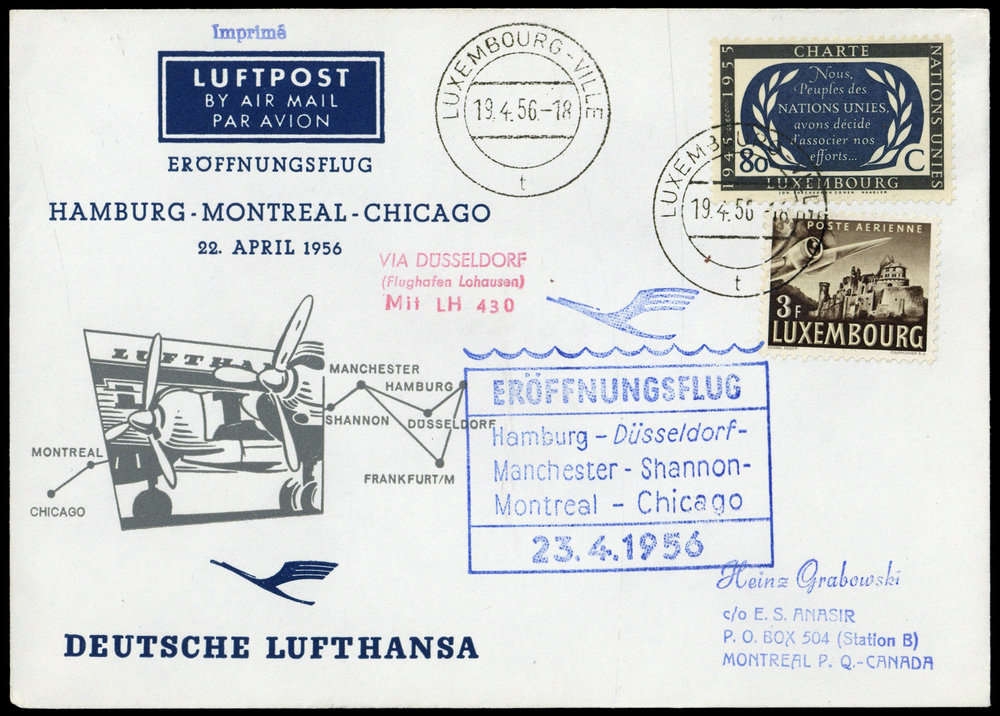 Imprimé
LUFTPOST
BY AIR MAIL
PAR AVION
ERÖFFNUNGSFLUG
HAMBURG - MONTREAL - CHICAGO
22. APRIL 1956
VIA DÜSSELDORF
(Flughafen Lohausen)
Mit LH 430
LUXEMBOURG-VILLE
19.4.56.-18
t
LUXEMBOURG-VILLE
19.4.56.-18
t
1945 1955
CHARTE
NATIONS UNIES
Nous,
Peuples des
NATIONS UNIES,
avons décidé
d'associer nos
efforts...
80 C
LUXEMBOURG
POSTE AERIENNE
3F
LUXEMBOURG
LUFTHANSA
MANCHESTER
HAMBURG
SHANNON
DÜSSELDORF
FRANKFURT/M
MONTREAL
CHICAGO
ERÖFFNUNGSFLUG
Hamburg - Düsseldorf-
Manchester - Shannon-
Montreal - Chicago
23.4.1956
DEUTSCHE LUFTHANSA
Heinz Grabowski
c/o E. S. ANASIR
P. O. BOX 504 (Station B)
MONTREAL P. Q.-CANADA